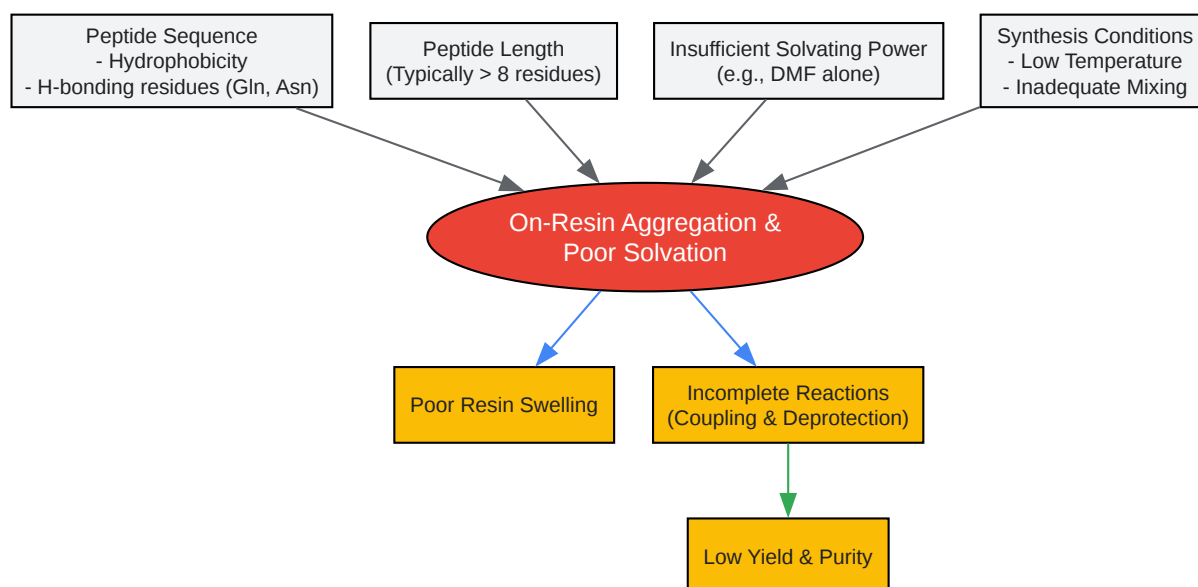 Peptide Sequence
- Hydrophobicity
- H-bonding residues (Gln, Asn)
Peptide Length
(Typically > 8 residues)
Insufficient Solvating Power
(e.g., DMF alone)
Synthesis Conditions
- Low Temperature
- Inadequate Mixing
On-Resin Aggregation &
Poor Solvation
Poor Resin Swelling
Incomplete Reactions
(Coupling & Deprotection)
Low Yield & Purity